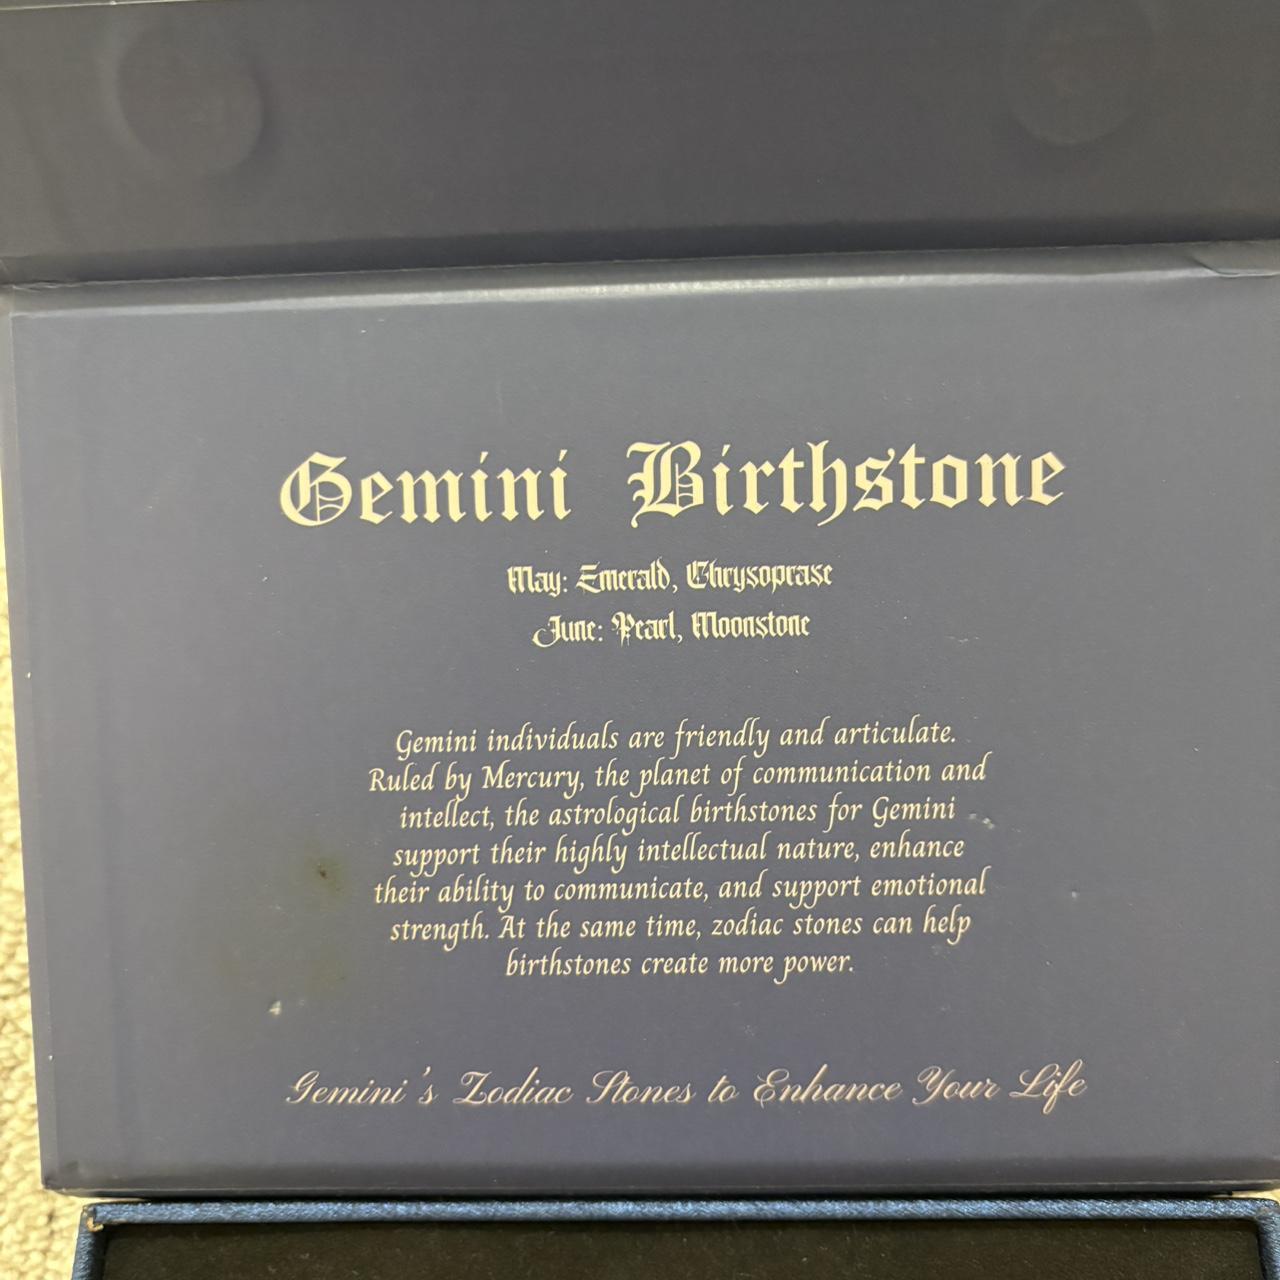 Gemini Birthstone
May: Emerald, Chrysoprase
June: Pearl, Moonstone
Gemini individuals are friendly and articulate.
Ruled by Mercury, the planet of communication and
intellect, the astrological birthstones for Gemini
support their highly intellectual nature, enhance
their ability to communicate, and support emotional
strength. At the same time, zodiac stones can help
birthstones create more power.
Gemini's Zodiac Stones to Enhance Your Life